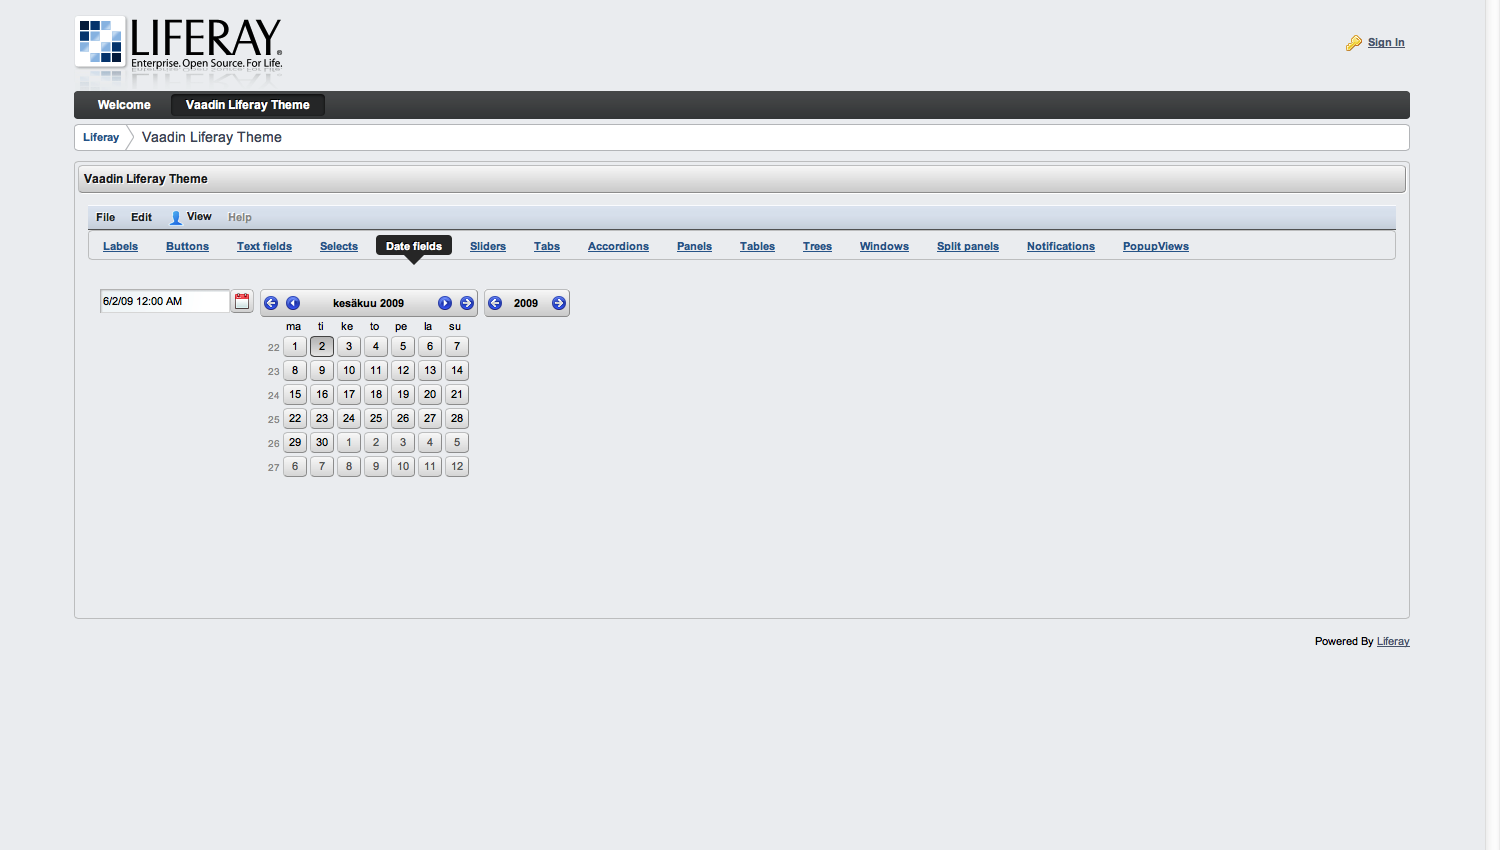 LIFERAY®
Enterprise. Open Source. For Life.
Sign In
Welcome Vaadin Liferay Theme
Liferay Vaadin Liferay Theme
Vaadin Liferay Theme
File Edit View Help
Labels Buttons Text fields Selects Date fields Sliders Tabs Accordions Panels Tables Trees Windows Split panels Notifications PopupViews
6/2/09 12:00 AM kesäkuu 2009 2009
ma ti ke to pe la su
22 1 2 3 4 5 6 7
23 8 9 10 11 12 13 14
24 15 16 17 18 19 20 21
25 22 23 24 25 26 27 28
26 29 30 1 2 3 4 5
27 6 7 8 9 10 11 12
Powered By Liferay